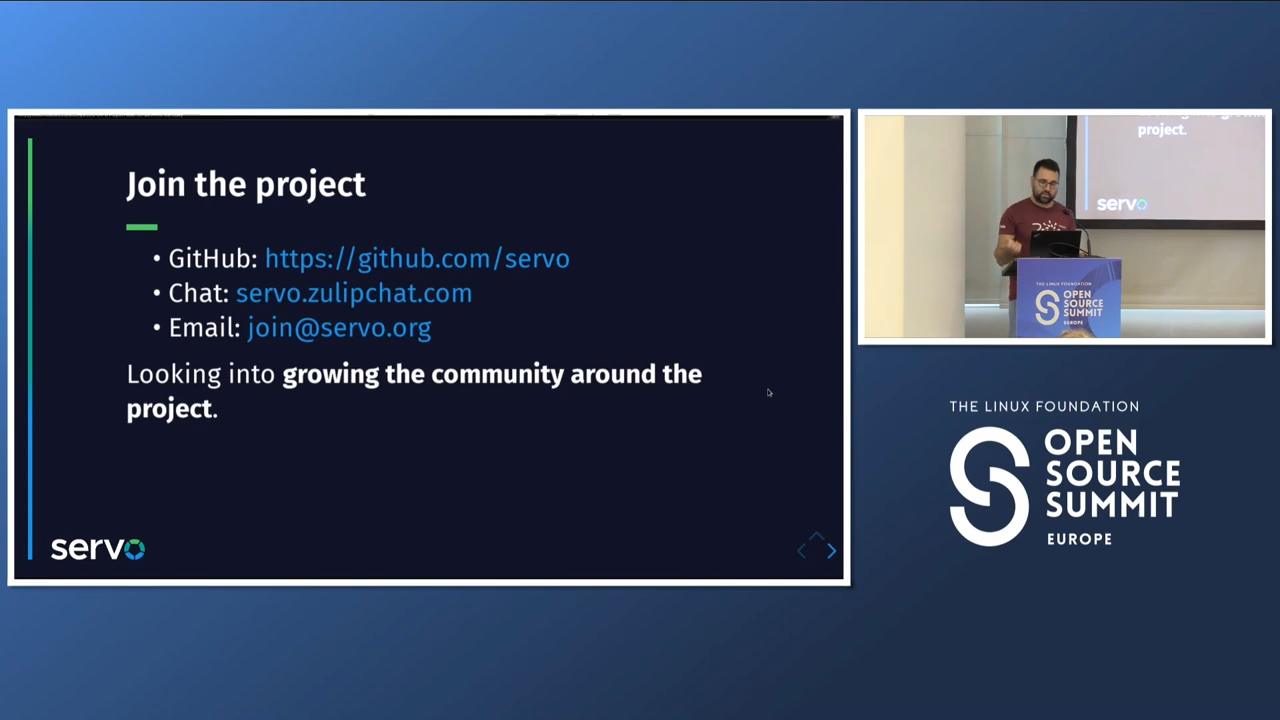 Join the project
• GitHub: https://github.com/servo
• Chat: servo.zulipchat.com
• Email: join@servo.org
Looking into growing the community around the
project.
servo
project.
servo
THE LINUX FOUNDATION
OPEN
SOURCE
SUMMIT
EUROPE
THE LINUX FOUNDATION
OPEN
SOURCE
SUMMIT
EUROPE